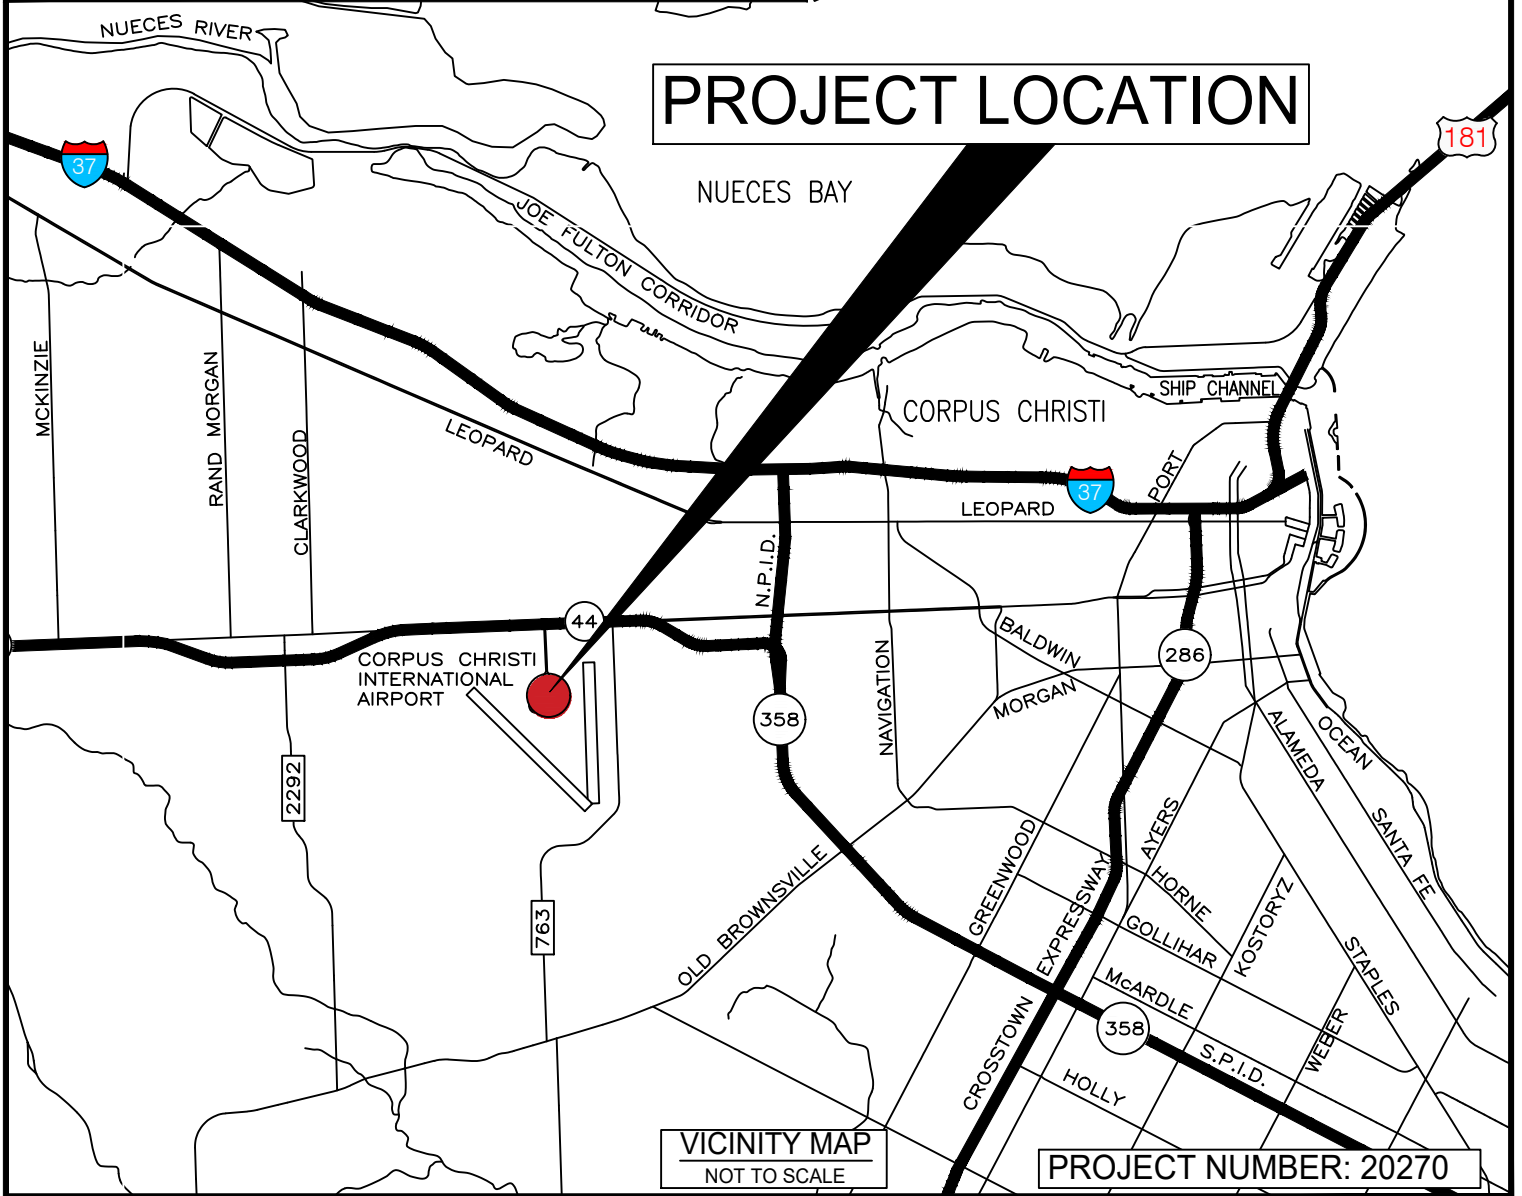 NUECES RIVER
PROJECT LOCATION
181
37
NUECES BAY
JOE FULTON CORRIDOR
MCKINZIE
RAND MORGAN
CLARKWOOD
LEOPARD
SHIP CHANNEL
CORPUS CHRISTI
PORT
37
LEOPARD
N.P.I.D.
44
BALDWIN
286
CORPUS CHRISTI
INTERNATIONAL
AIRPORT
NAVIGATION
MORGAN
358
ALAMEDA
OCEAN
2292
AYERS
SANTA FE
GREENWOOD
EXPRESSWAY
HORNE
763
OLD BROWNSVILLE
GOLLIHAR
KOSTORYZ
STAPLES
McARDLE
358
WEBER
CROSSTOWN
S.P.I.D.
HOLLY
VICINITY MAP
NOT TO SCALE
PROJECT NUMBER: 20270